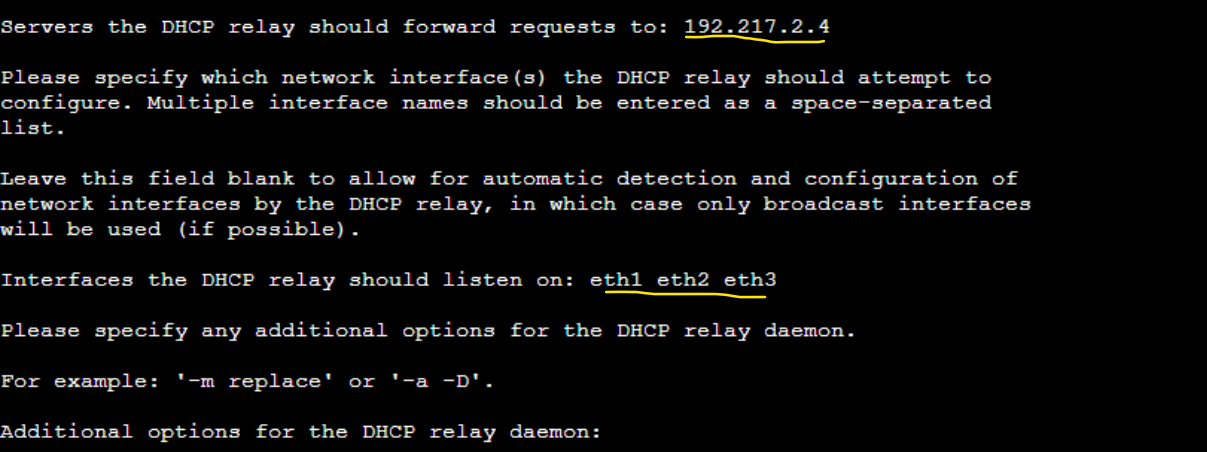 Servers the DHCP relay should forward requests to: 192.217.2.4
Please specify which network interface(s) the DHCP relay should attempt to
configure. Multiple interface names should be entered as a space-separated
list.
Leave this field blank to allow for automatic detection and configuration of
network interfaces by the DHCP relay, in which case only broadcast interfaces
will be used (if possible).
Interfaces the DHCP relay should listen on: eth1 eth2 eth3
Please specify any additional options for the DHCP relay daemon.
For example: '-m replace' or '-a -D'.
Additional options for the DHCP relay daemon: